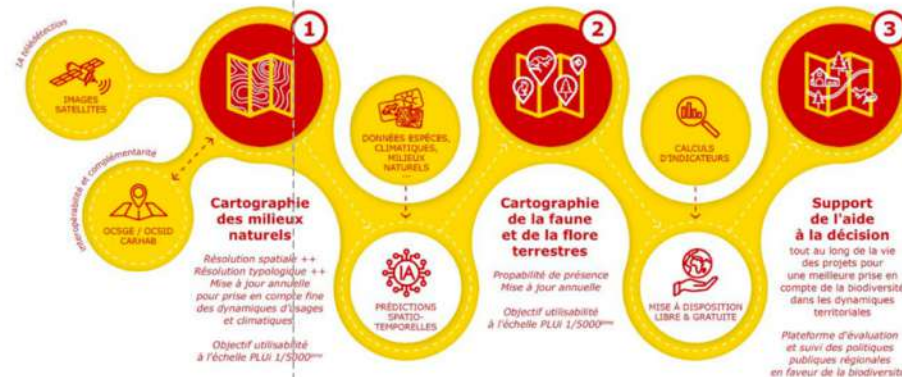 IA télédétection
IMAGES
SATELLITES
Interopérabilité et complémentarité
OCSGE / OCSID
CARHAB
1
Cartographie
des milieux
naturels
Résolution spatiale ++
Résolution typologique ++
Mise à jour annuelle
pour prise en compte fine
des dynamiques d'usages
et climatiques
Objectif utilisabilité
à l'échelle PLUi 1/5000ème
DONNÉES ESPÈCES,
CLIMATIQUES,
MILIEUX
NATURELS
...
IA
PRÉDICTIONS
SPATIO-
TEMPORELLES
2
Cartographie
de la faune
et de la flore
terrestres
Propabilité de présence
Mise à jour annuelle
Objectif utilisabilité
à l'échelle PLUi 1/5000ème
CALCULS
D'INDICATEURS
MISE À DISPOSITION
LIBRE & GRATUITE
3
Support
de l'aide
à la décision
tout au long de la vie
des projets pour
une meilleure prise en
compte de la biodiversité
dans les dynamiques
territoriales
Plateforme d'évaluation
et suivi des politiques
publiques régionales
en faveur de la biodiversité